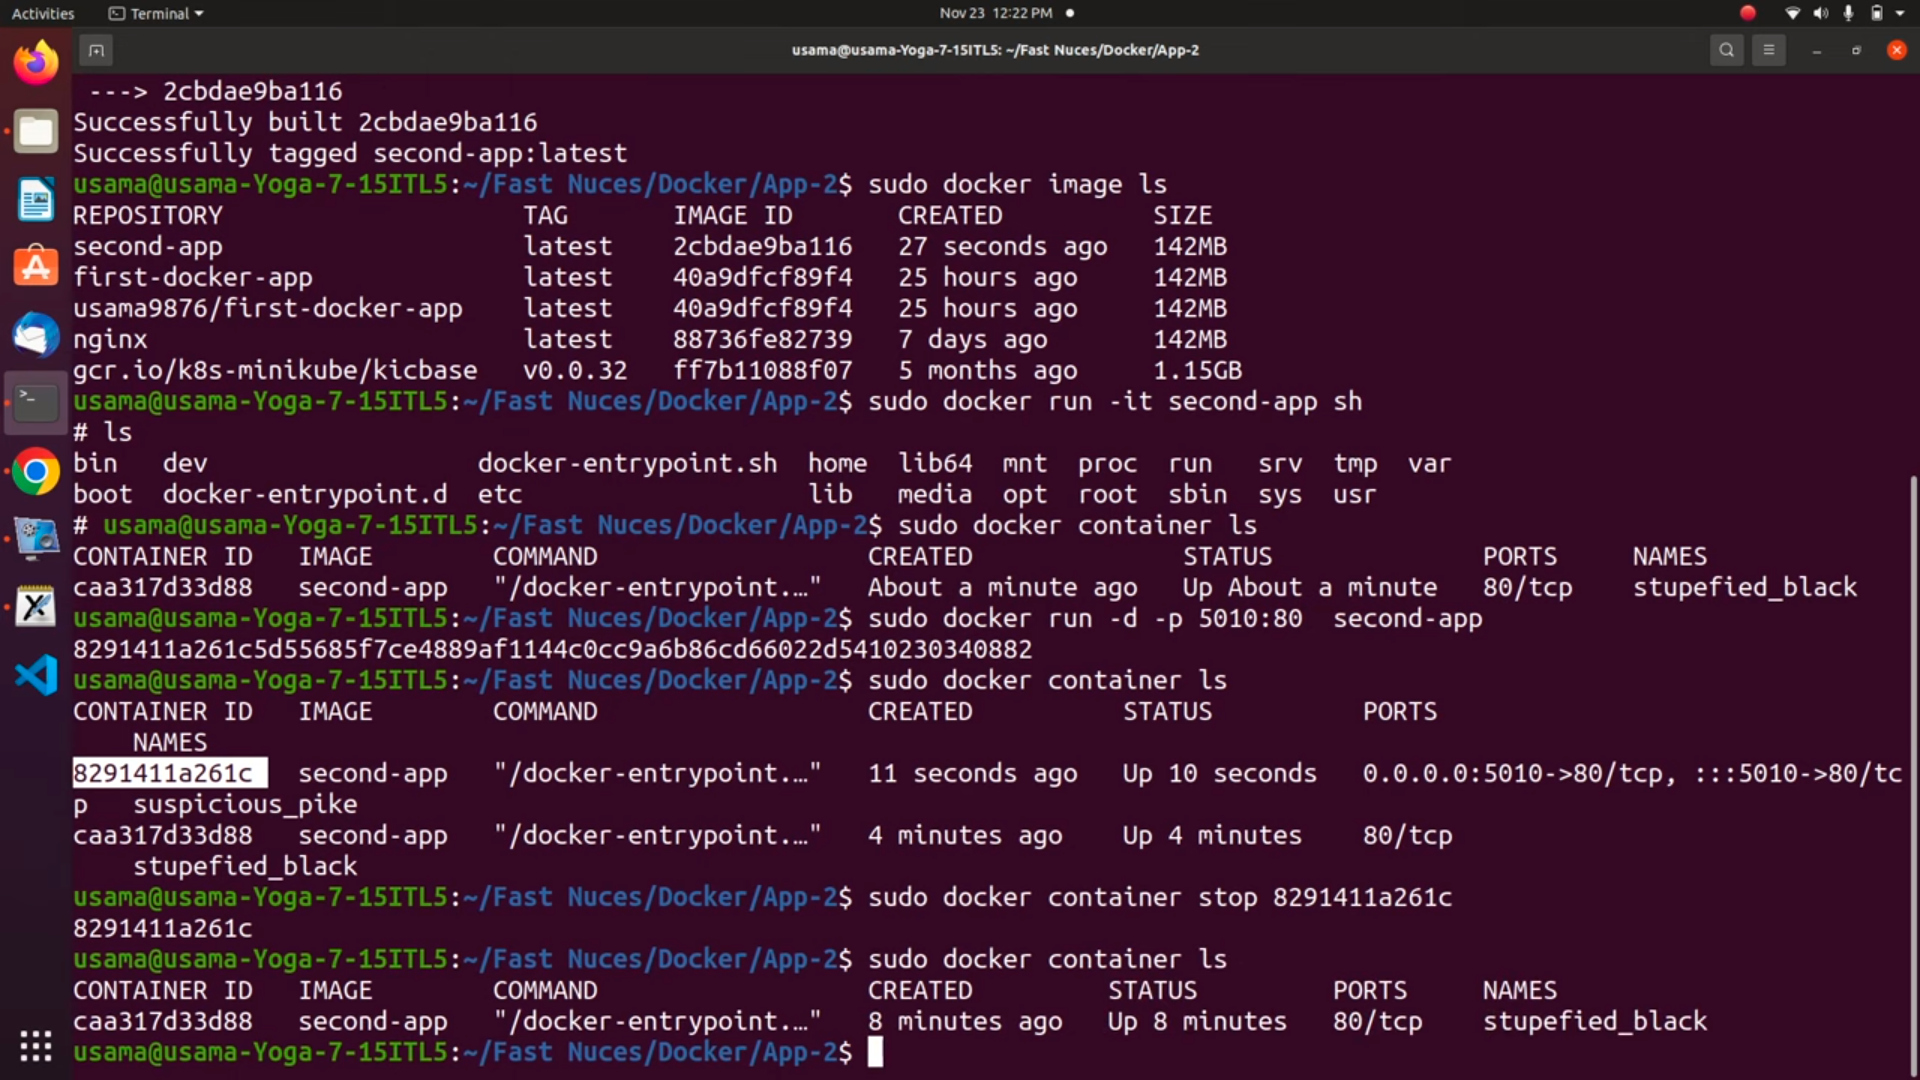 Activities Terminal Nov 23 12:22 PM
usama@usama-Yoga-7-15ITL5: ~/Fast Nuces/Docker/App-2
---> 2cbdae9ba116
Successfully built 2cbdae9ba116
Successfully tagged second-app:latest
usama@usama-Yoga-7-15ITL5:~/Fast Nuces/Docker/App-2$ sudo docker image ls
REPOSITORY TAG IMAGE ID CREATED SIZE
second-app latest 2cbdae9ba116 27 seconds ago 142MB
first-docker-app latest 40a9dfcf89f4 25 hours ago 142MB
usama9876/first-docker-app latest 40a9dfcf89f4 25 hours ago 142MB
nginx latest 88736fe82739 7 days ago 142MB
gcr.io/k8s-minikube/kicbase v0.0.32 ff7b11088f07 5 months ago 1.15GB
usama@usama-Yoga-7-15ITL5:~/Fast Nuces/Docker/App-2$ sudo docker run -it second-app sh
# ls
bin dev docker-entrypoint.sh home lib64 mnt proc run srv tmp var
boot docker-entrypoint.d etc lib media opt root sbin sys usr
# usama@usama-Yoga-7-15ITL5:~/Fast Nuces/Docker/App-2$ sudo docker container ls
CONTAINER ID IMAGE COMMAND CREATED STATUS PORTS NAMES
caa317d33d88 second-app "/docker-entrypoint.…" About a minute ago Up About a minute 80/tcp stupefied_black
usama@usama-Yoga-7-15ITL5:~/Fast Nuces/Docker/App-2$ sudo docker run -d -p 5010:80 second-app
8291411a261c5d55685f7ce4889af1144c0cc9a6b86cd66022d5410230340882
usama@usama-Yoga-7-15ITL5:~/Fast Nuces/Docker/App-2$ sudo docker container ls
CONTAINER ID IMAGE COMMAND CREATED STATUS PORTS
NAMES
8291411a261c second-app "/docker-entrypoint.…" 11 seconds ago Up 10 seconds 0.0.0.0:5010->80/tcp, :::5010->80/tc
p suspicious_pike
caa317d33d88 second-app "/docker-entrypoint.…" 4 minutes ago Up 4 minutes 80/tcp
stupefied_black
usama@usama-Yoga-7-15ITL5:~/Fast Nuces/Docker/App-2$ sudo docker container stop 8291411a261c
8291411a261c
usama@usama-Yoga-7-15ITL5:~/Fast Nuces/Docker/App-2$ sudo docker container ls
CONTAINER ID IMAGE COMMAND CREATED STATUS PORTS NAMES
caa317d33d88 second-app "/docker-entrypoint.…" 8 minutes ago Up 8 minutes 80/tcp stupefied_black
usama@usama-Yoga-7-15ITL5:~/Fast Nuces/Docker/App-2$